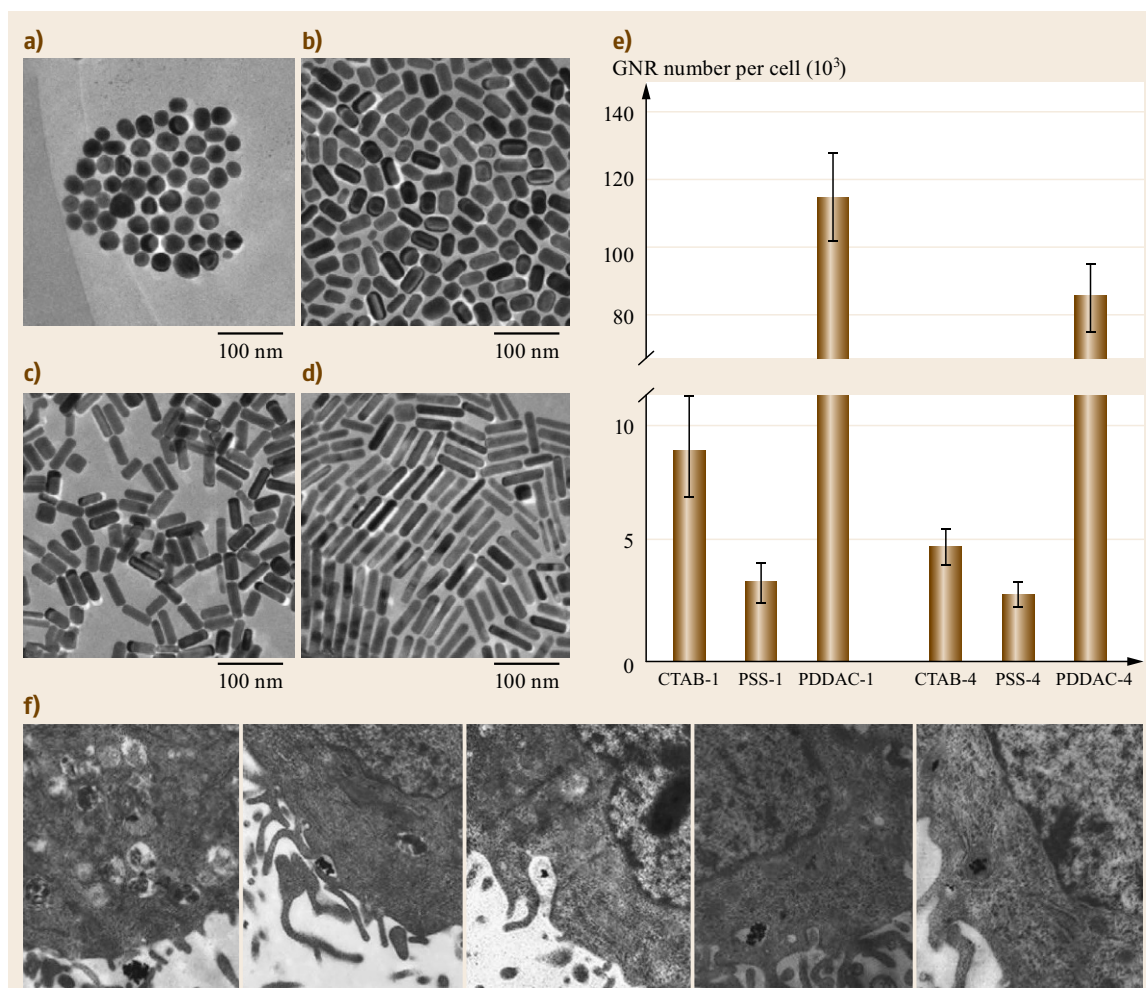 a)
b)
100 nm
100 nm
c)
d)
100 nm
100 nm
e)
GNR number per cell (10³)
140
120
100
80
10
5
0
CTAB-1 PSS-1 PDDAC-1 CTAB-4 PSS-4 PDDAC-4
f)